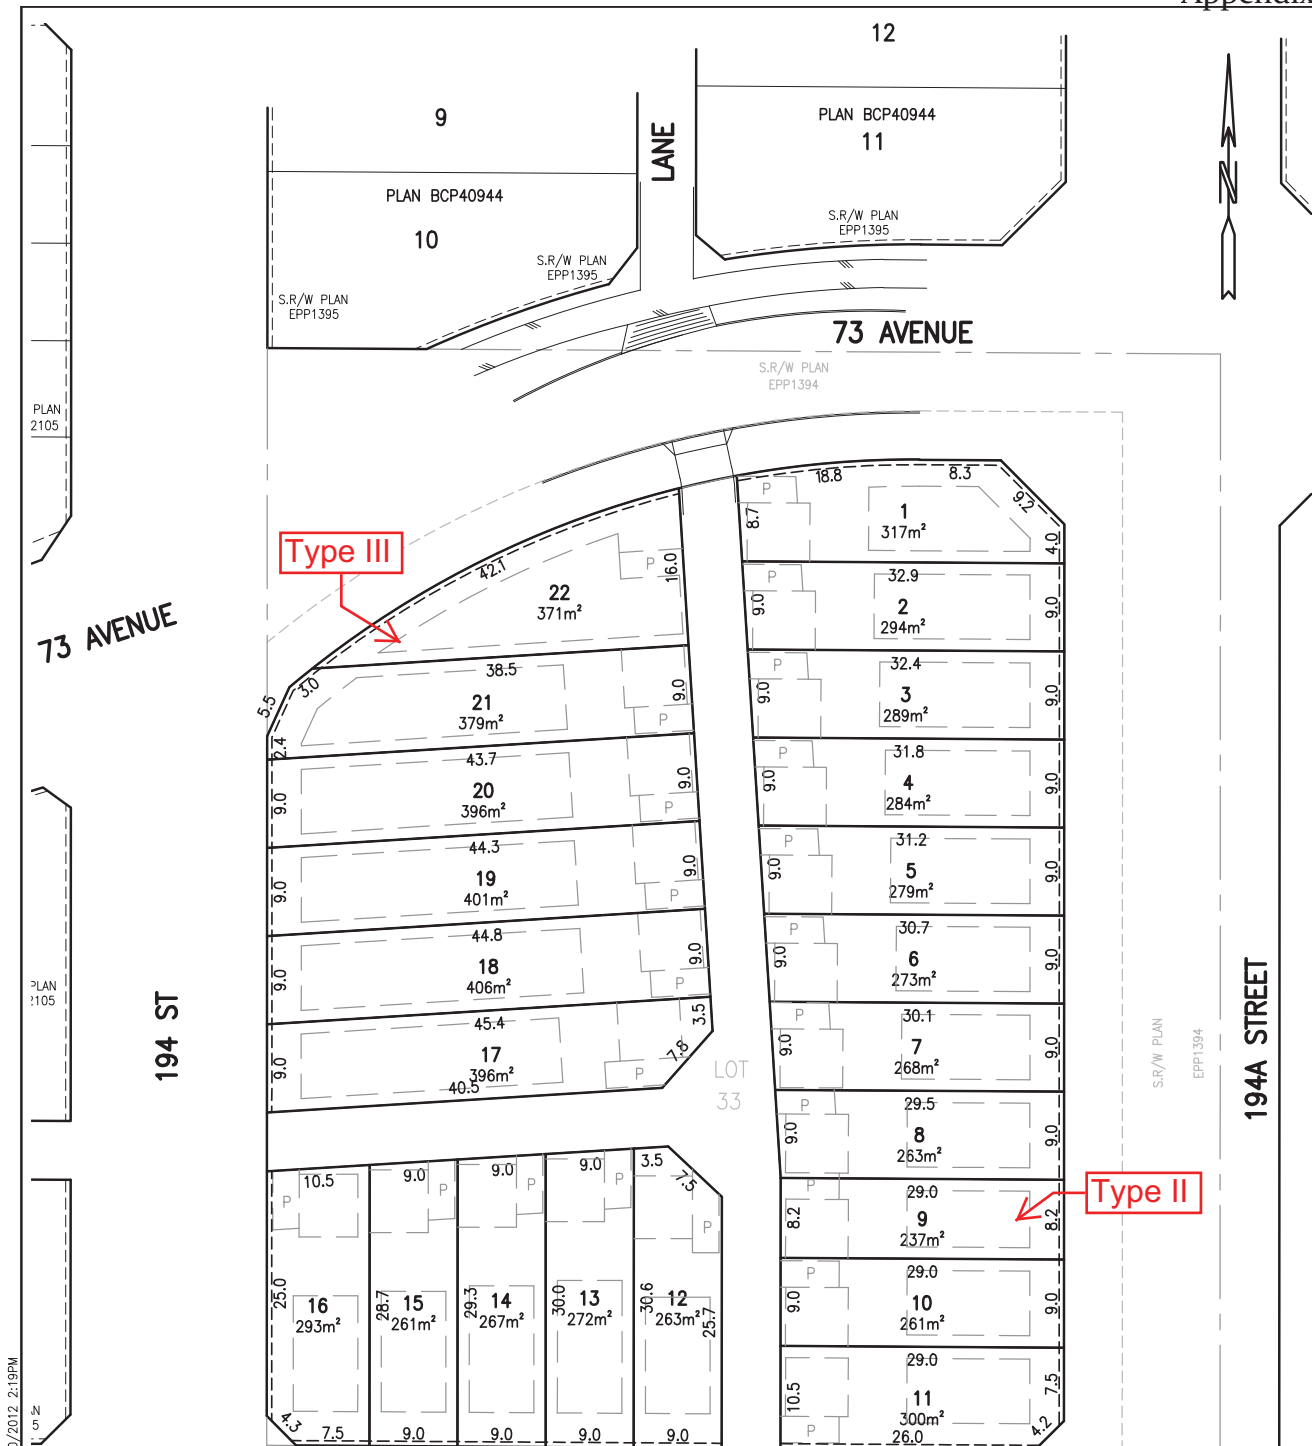 12
9
LANE
PLAN BCP40944
11
PLAN BCP40944
10
N
S.R/W PLAN
EPP1395
S.R/W PLAN
EPP1395
S.R/W PLAN
EPP1395
73 AVENUE
S.R/W PLAN
EPP1394
PLAN
2105
Type III
73 AVENUE
18.8
8.3
9.2
P
8.7
1
317m²
4.0
42.1
22
371m²
P
16.0
P
32.9
9.0
2
294m²
9.0
38.5
3.0
5.5
21
379m²
9.0
P
2.4
P
32.4
9.0
3
289m²
9.0
43.7
9.0
20
396m²
9.0
P
P
31.8
9.0
4
284m²
9.0
44.3
9.0
19
401m²
9.0
P
P
31.2
9.0
5
279m²
9.0
44.8
9.0
18
406m²
9.0
P
P
30.7
9.0
6
273m²
9.0
45.4
9.0
17
396m²
40.5
3.5
7.8
P
P
30.1
9.0
7
268m²
9.0
PLAN
2105
194 ST
LOT
33
S.R/W PLAN
EPP1394
194A STREET
P
29.5
9.0
8
263m²
9.0
P
29.0
8.2
9
237m²
8.2
Type II
P
29.0
9.0
10
261m²
9.0
29.0
10.5
11
300m²
7.5
P
26.0
4.2
10.5
P
25.0
16
293m²
4.3
7.5
9.0
P
28.7
15
261m²
9.0
9.0
P
29.3
14
267m²
9.0
9.0
P
30.0
13
272m²
9.0
3.5
7.5
P
30.6
12
263m²
25.7
9.0
5
/2012 2:19PM